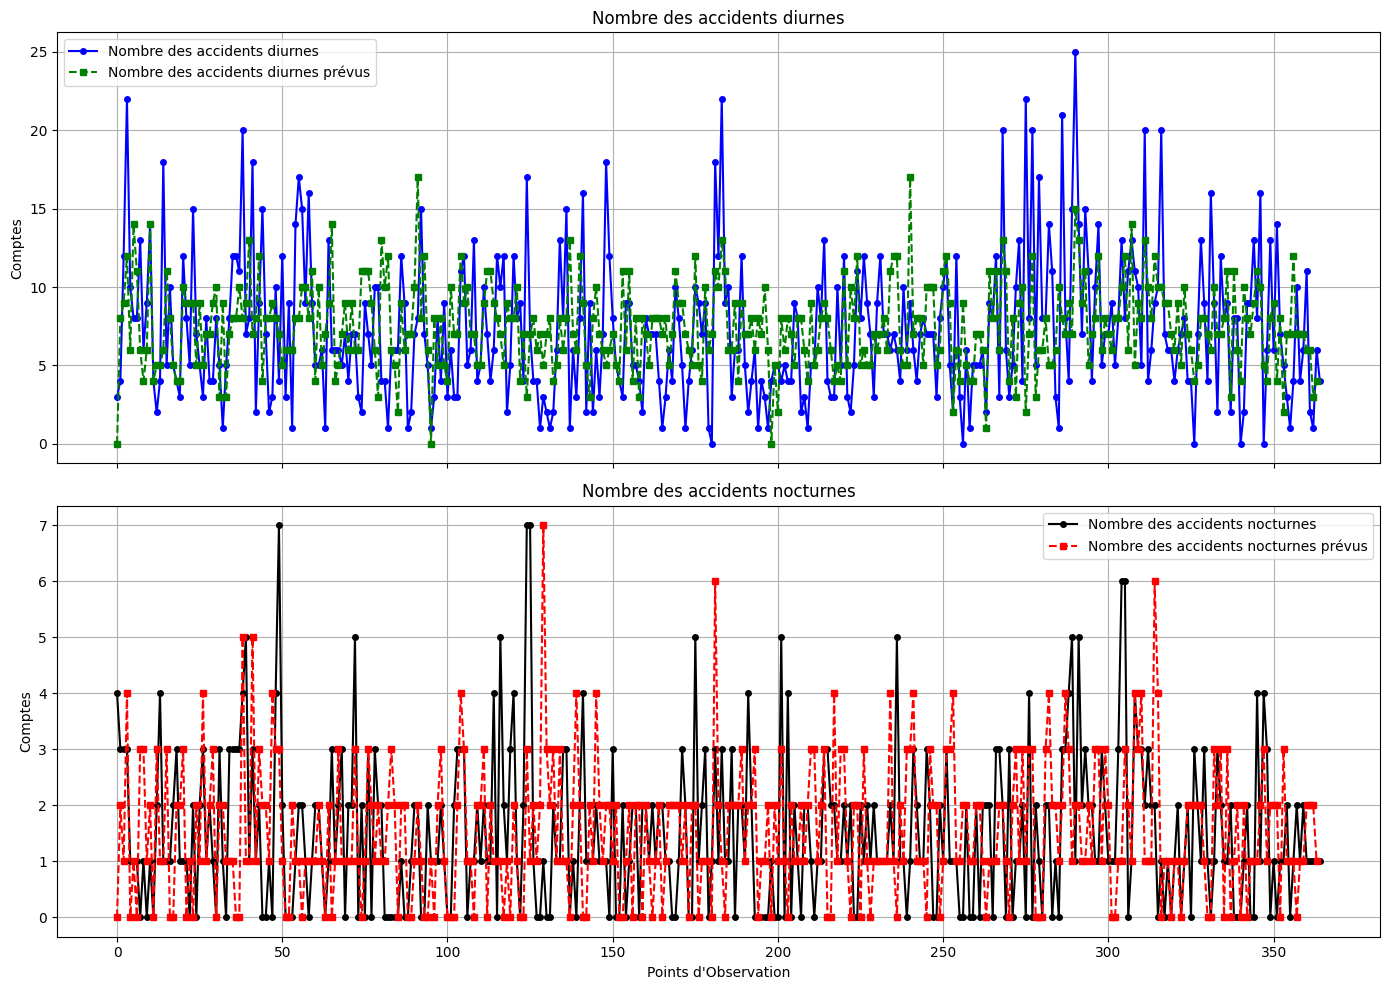 Nombre des accidents diurnes
Nombre des accidents diurnes
Nombre des accidents diurnes prévus
Comptes
25
20
15
10
5
0
Nombre des accidents nocturnes
Nombre des accidents nocturnes
Nombre des accidents nocturnes prévus
Comptes
7
6
5
4
3
2
1
0
0 50 100 150 200 250 300 350
Points d'Observation